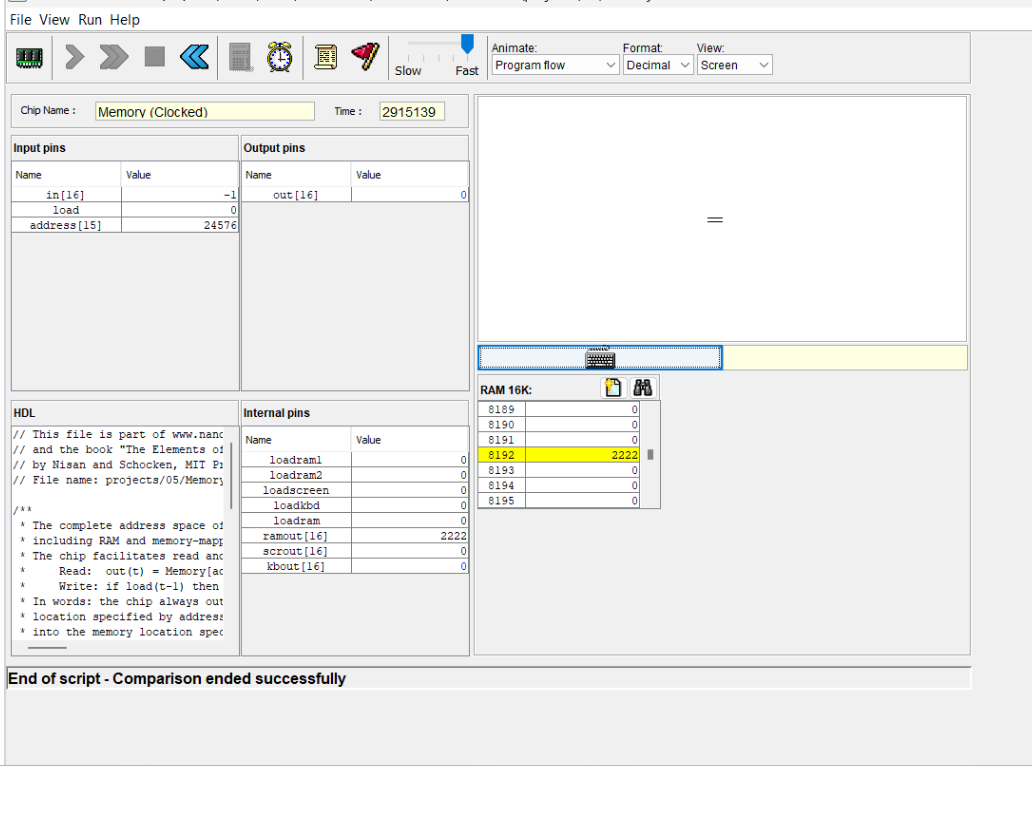 File View Run Help
Animate: Format: View:
Program flow Decimal Screen
Slow Fast
Chip Name : Memory (Clocked) Time : 2915139
Input pins
Name Value
in[16] -1
load 0
address[15] 24576
Output pins
Name Value
out[16] 0
HDL
// This file is part of www.nand
// and the book "The Elements of
// by Nisan and Schocken, MIT
// File name: projects/05/Memory
/**
* The complete address space of
* including RAM and memory-mapp
* The chip facilitates read and
* Read: out(t) = Memory[ad
* Write: if load(t-1) then
* In words: the chip always out
* location specified by address
* into the memory location spec
Internal pins
Name Value
loadram1 0
loadram2 0
loadscreen 0
loadkbd 0
loadram 0
ramout[16] 2222
scrout[16] 0
kbout[16] 0
RAM 16K:
8189 0
8190 0
8191 0
8192 2222
8193 0
8194 0
8195 0
End of script - Comparison ended successfully